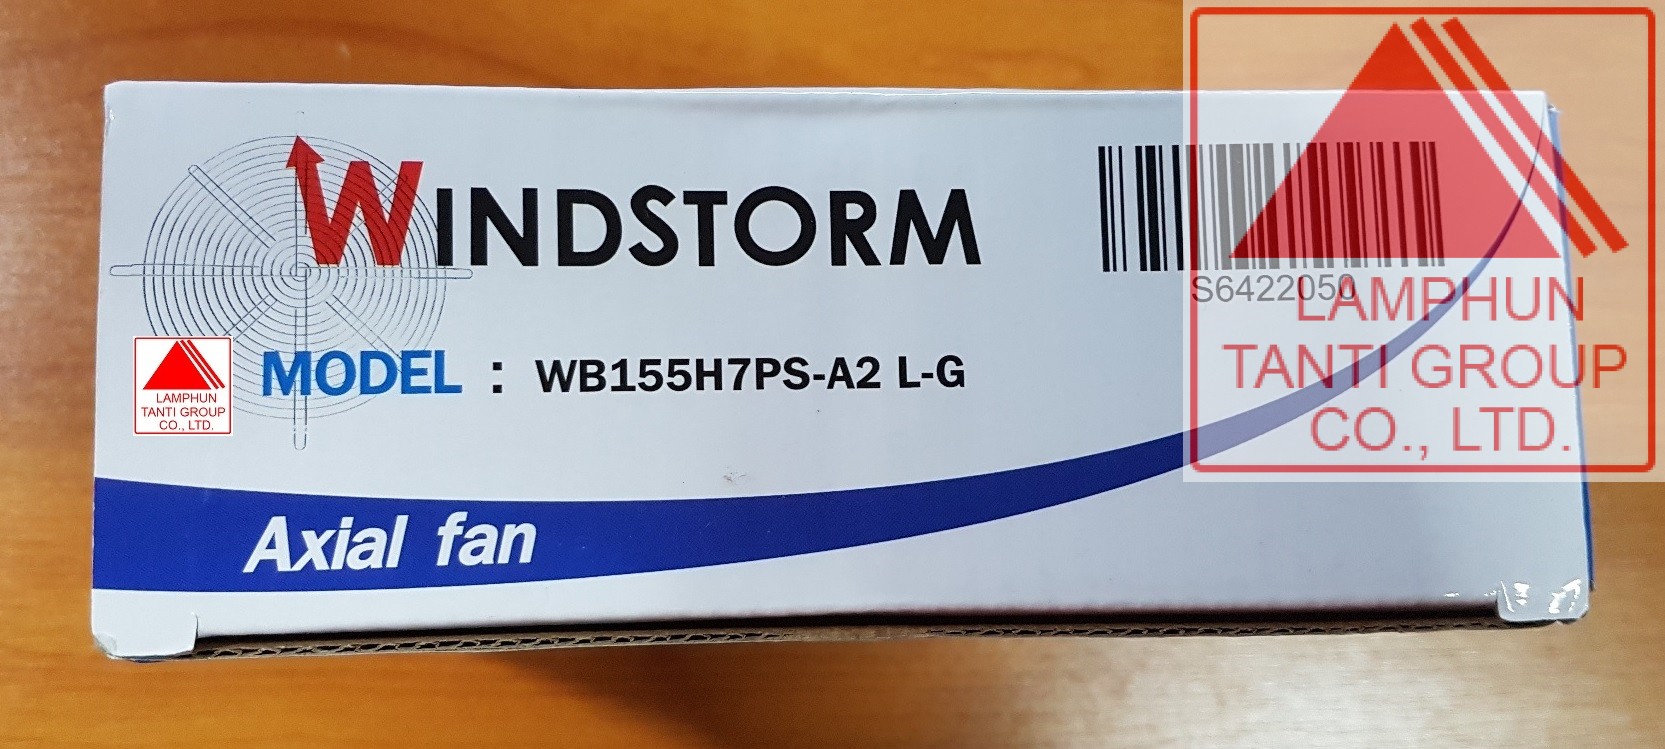 WINDSTORM
S6422050
MODEL : WB155H7PS-A2 L-G
Axial fan
LAMPHUN
TANTI GROUP
CO., LTD.
LAMPHUN
TANTI GROUP
CO., LTD.